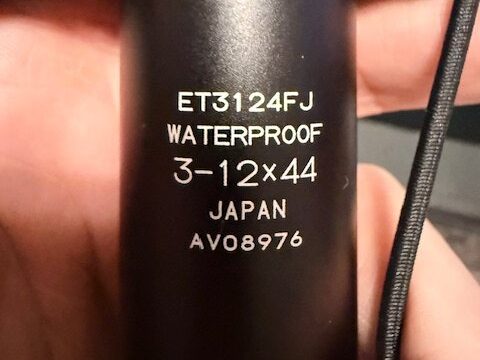 ET3124FJ
WATERPROOF
3-12×44
JAPAN
AV08976